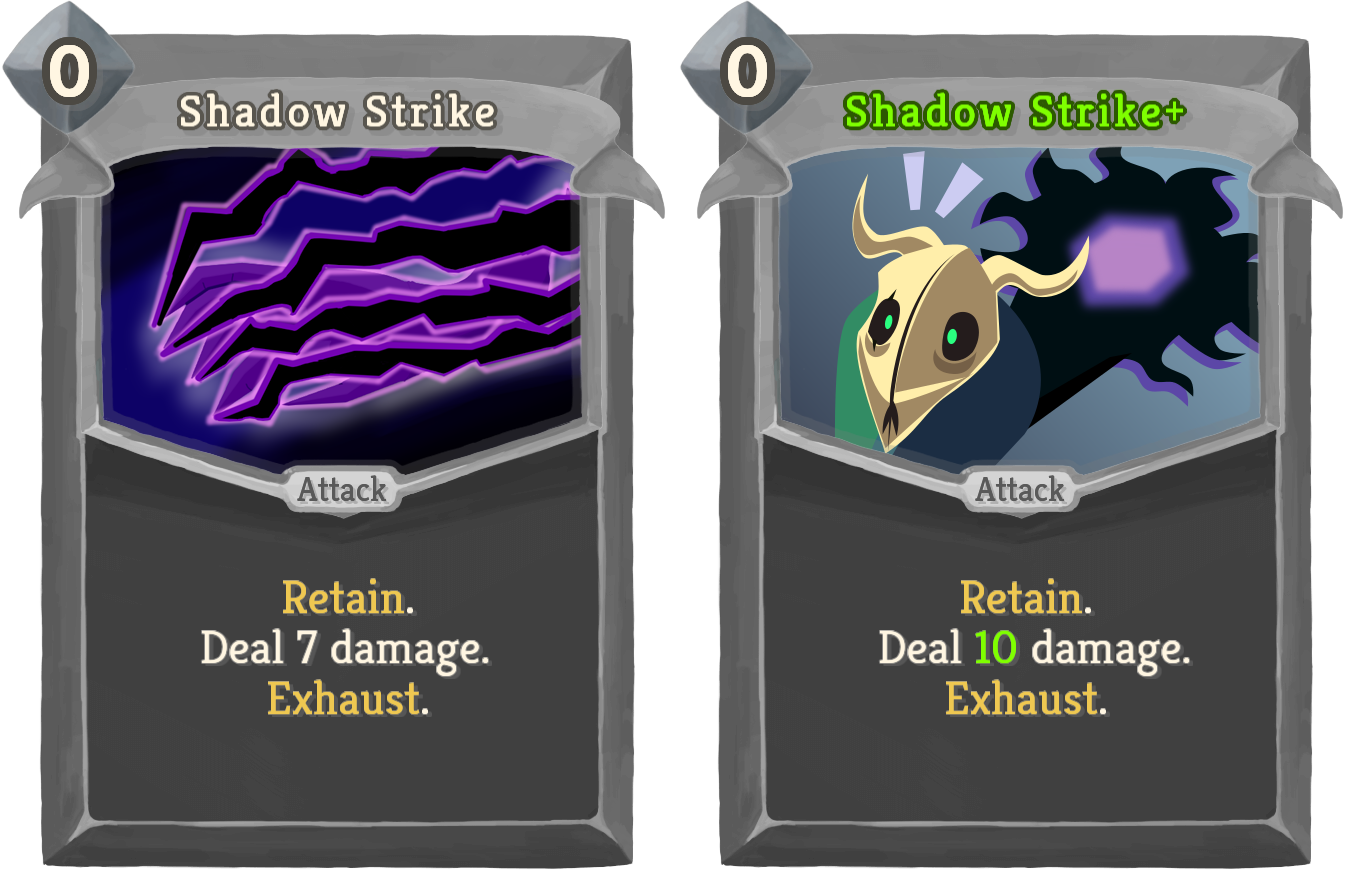 0
Shadow Strike
Attack
Retain.
Deal 7 damage.
Exhaust.
0
Shadow Strike+
Attack
Retain.
Deal 10 damage.
Exhaust.